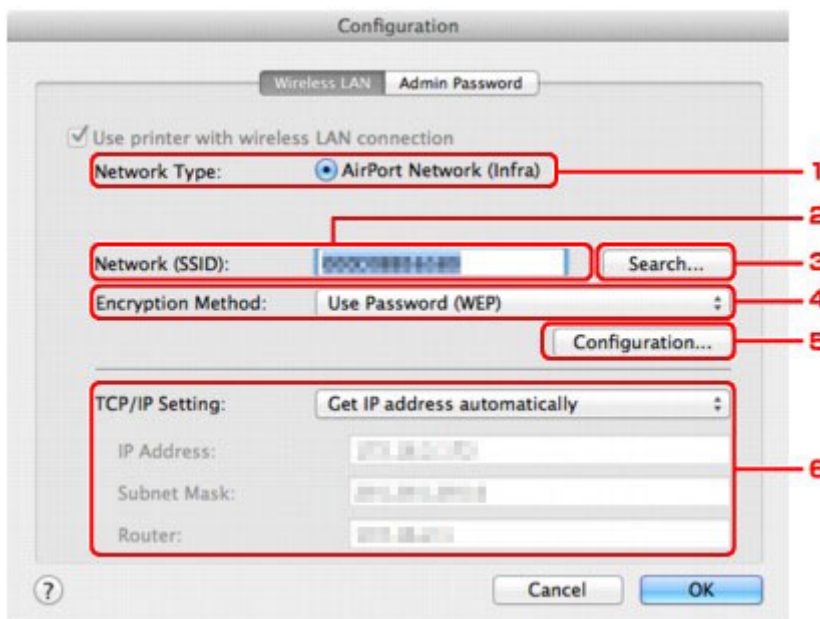 Configuration
Wireless LAN Admin Password
Use printer with wireless LAN connection
Network Type: AirPort Network (Infra) 1
2
Network (SSID): Search... 3
Encryption Method: Use Password (WEP) 4
Configuration... 5
TCP/IP Setting: Get IP address automatically
IP Address:
6
Subnet Mask:
Router:
? Cancel OK